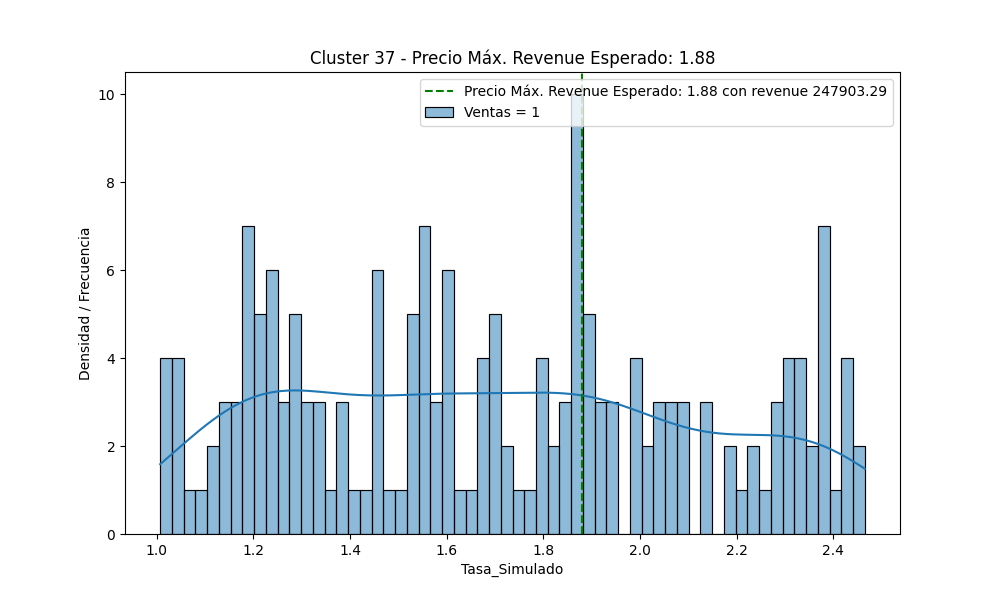 Cluster 37 - Precio Máx. Revenue Esperado: 1.88
Precio Máx. Revenue Esperado: 1.88 con revenue 247903.29
Ventas = 1
Densidad / Frecuencia
10
8
6
4
2
0
1.0 1.2 1.4 1.6 1.8 2.0 2.2 2.4
Tasa_Simulado